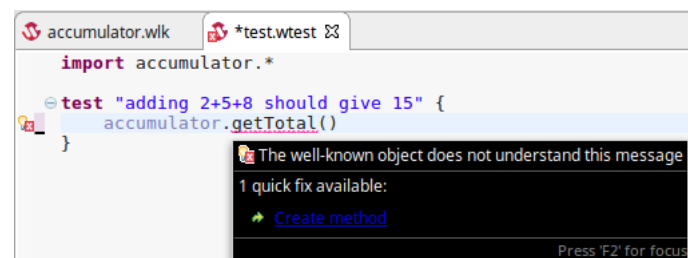 accumulator.wlk *test.wtest
import accumulator.*
test "adding 2+5+8 should give 15" {
accumulator.getTotal()
}
The well-known object does not understand this message
1 quick fix available:
Create method
Press 'F2' for focus